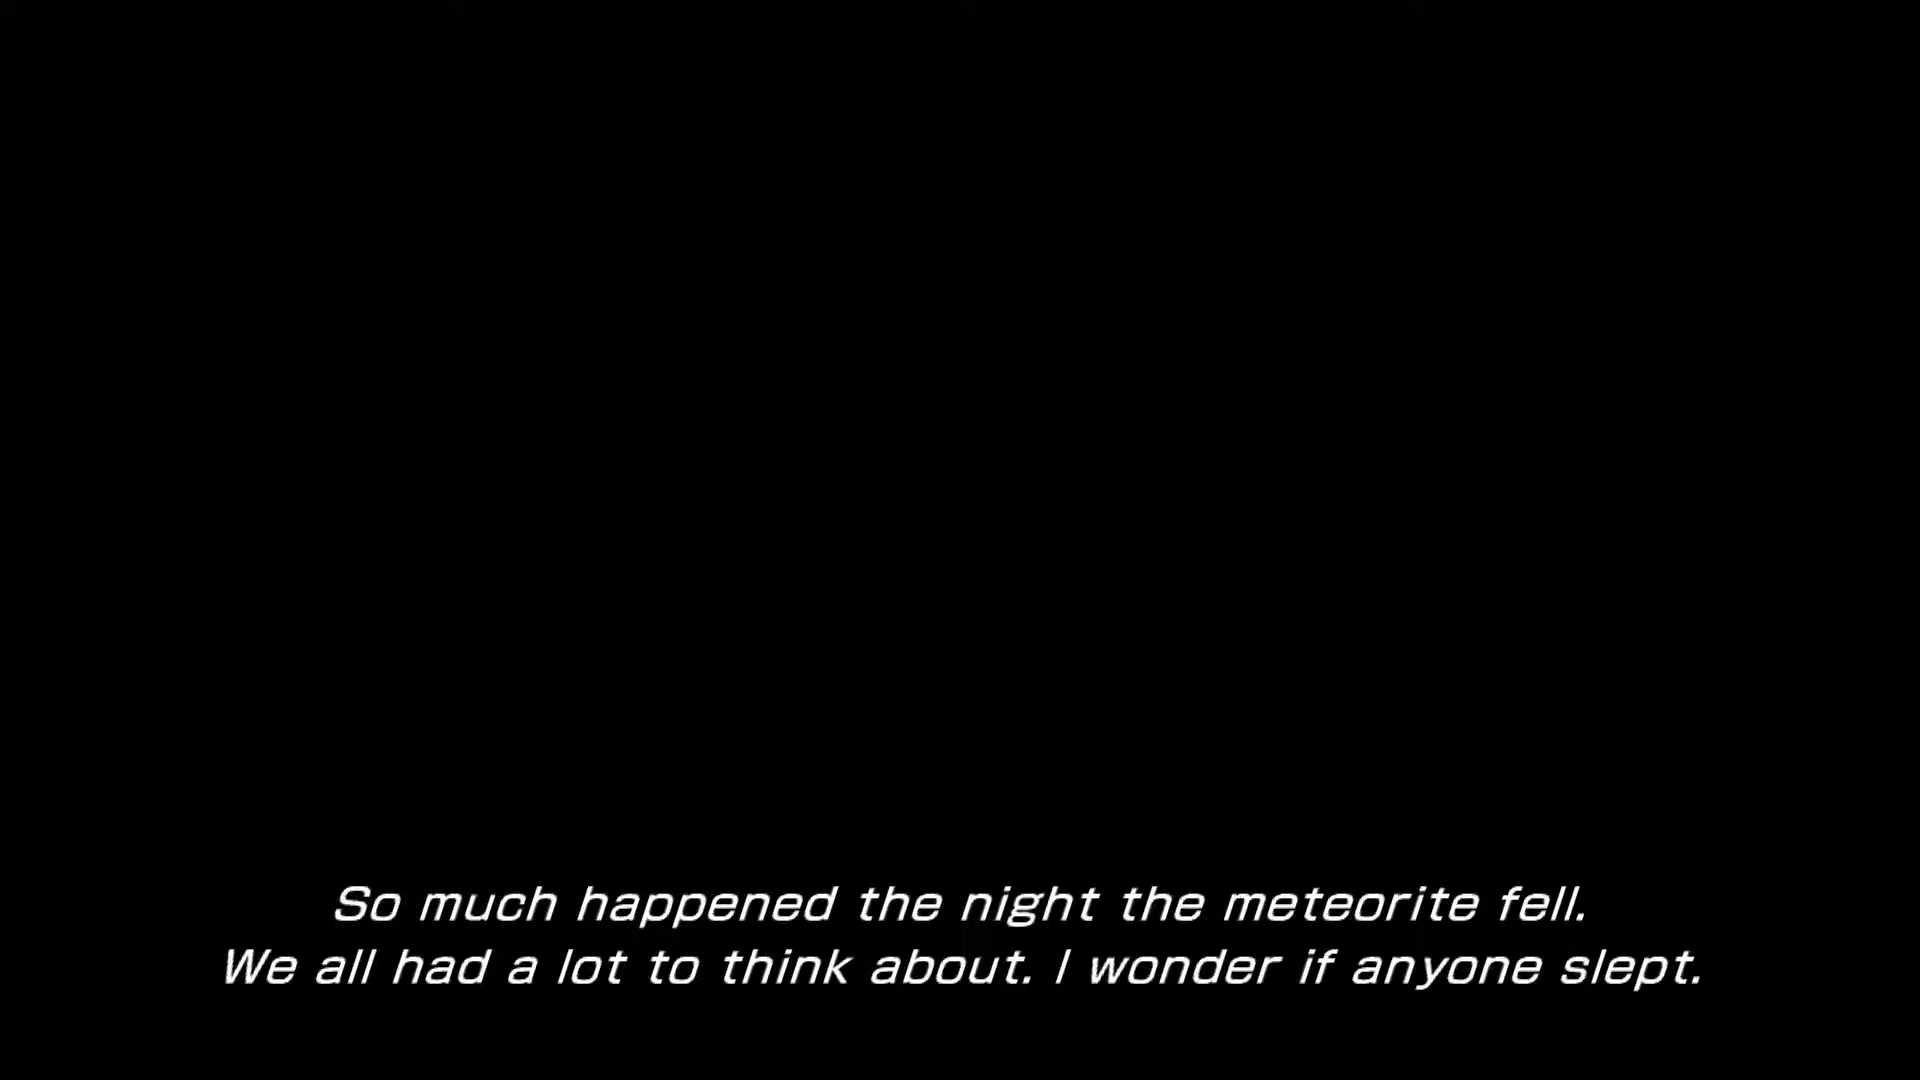 So much happened the night the meteorite fell.
We all had a lot to think about. I wonder if anyone slept.